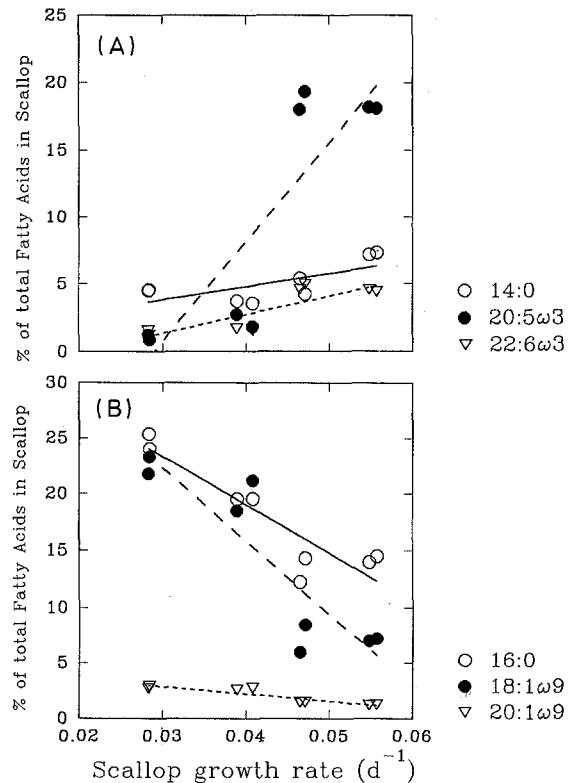 25
20
15
10
5
0
(A)
% of total Fatty Acids in Scallop
14:0
20:5ω3
22:6ω3
30
25
20
15
10
5
0
(B)
% of total Fatty Acids in Scallop
16:0
18:1ω9
20:1ω9
0.02 0.03 0.04 0.05 0.06
Scallop growth rate (d⁻¹)